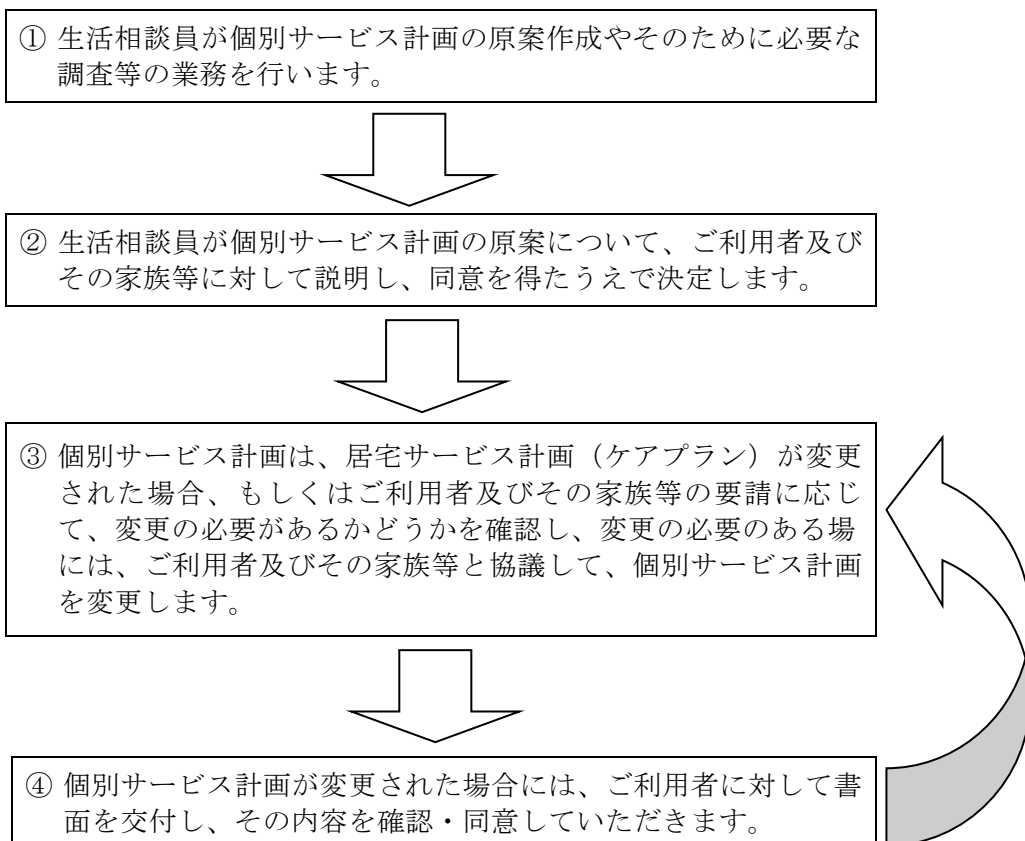 ① 生活相談員が個別サービス計画の原案作成やそのために必要な
調査等の業務を行います。
② 生活相談員が個別サービス計画の原案について、ご利用者及び
その家族等に対して説明し、同意を得たうえで決定します。
③ 個別サービス計画は、居宅サービス計画（ケアプラン）が変更
された場合、もしくはご利用者及びその家族等の要請に応じ
て、変更の必要があるかどうかを確認し、変更の必要のある場
には、ご利用者及びその家族等と協議して、個別サービス計画
を変更します。
④ 個別サービス計画が変更された場合には、ご利用者に対して書
面を交付し、その内容を確認・同意していただきます。